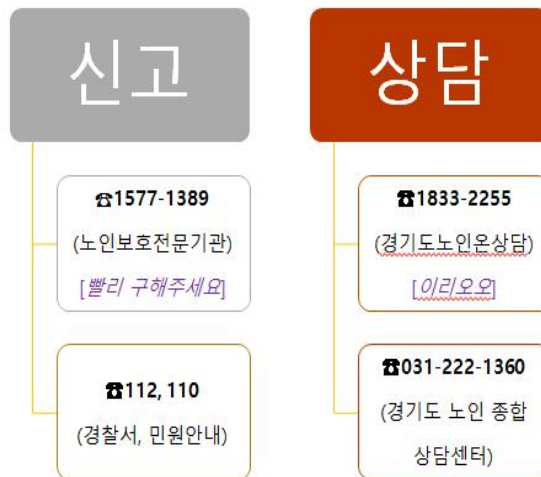 신고
☎1577-1389
(노인보호전문기관)
[빨리 구해주세요]
☎112, 110
(경찰서, 민원안내)
상담
☎1833-2255
(경기도노인온상담)
[이리오오]
☎031-222-1360
(경기도 노인 종합
상담센터)